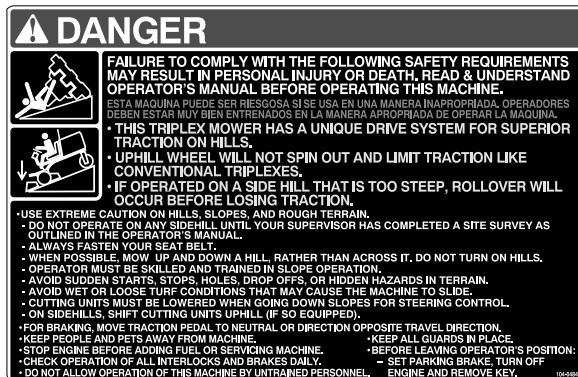 DANGER
FAILURE TO COMPLY WITH THE FOLLOWING SAFETY REQUIREMENTS
MAY RESULT IN PERSONAL INJURY OR DEATH. READ & UNDERSTAND
OPERATOR'S MANUAL BEFORE OPERATING THIS MACHINE.
ESTA MAQUINA PUEDE SER RIESGOSA SI SE USA EN UNA MANERA INAPROPRIADA. OPERADORES
DEBEN ESTAR MUY BIEN ENTRENADOS EN LA MANERA APROPRIADA DE OPERAR LA MAQUINA.
• THIS TRIPLEX MOWER HAS A UNIQUE DRIVE SYSTEM FOR SUPERIOR
TRACTION ON HILLS.
• UPHILL WHEEL WILL NOT SPIN OUT AND LIMIT TRACTION LIKE
CONVENTIONAL TRIPLEXES.
• IF OPERATED ON A SIDE HILL THAT IS TOO STEEP, ROLLOVER WILL
OCCUR BEFORE LOSING TRACTION.
•USE EXTREME CAUTION ON HILLS, SLOPES, AND ROUGH TERRAIN.
- DO NOT OPERATE ON ANY SIDEHILL UNTIL YOUR SUPERVISOR HAS COMPLETED A SITE SURVEY AS
OUTLINED IN THE OPERATOR'S MANUAL.
- ALWAYS FASTEN YOUR SEAT BELT.
- WHEN POSSIBLE, MOW UP AND DOWN A HILL, RATHER THAN ACROSS IT. DO NOT TURN ON HILLS.
- OPERATOR MUST BE SKILLED AND TRAINED IN SLOPE OPERATION.
- AVOID SUDDEN STARTS, STOPS, HOLES, DROP OFFS, OR HIDDEN HAZARDS IN TERRAIN.
- AVOID WET OR LOOSE TURF CONDITIONS THAT MAY CAUSE THE MACHINE TO SLIDE.
- CUTTING UNITS MUST BE LOWERED WHEN GOING DOWN SLOPES FOR STEERING CONTROL.
- ON SIDEHILLS, SHIFT CUTTING UNITS UPHILL (IF SO EQUIPPED).
•FOR BRAKING, MOVE TRACTION PEDAL TO NEUTRAL OR DIRECTION OPPOSITE TRAVEL DIRECTION.
•KEEP PEOPLE AND PETS AWAY FROM MACHINE.
•STOP ENGINE BEFORE ADDING FUEL OR SERVICING MACHINE.
•CHECK OPERATION OF ALL INTERLOCKS AND BRAKES DAILY.
• DO NOT ALLOW OPERATION OF THIS MACHINE BY UNTRAINED PERSONNEL.
•KEEP ALL GUARDS IN PLACE.
•BEFORE LEAVING OPERATOR'S POSITION:
– SET PARKING BRAKE, TURN OFF
ENGINE AND REMOVE KEY.
104-0484